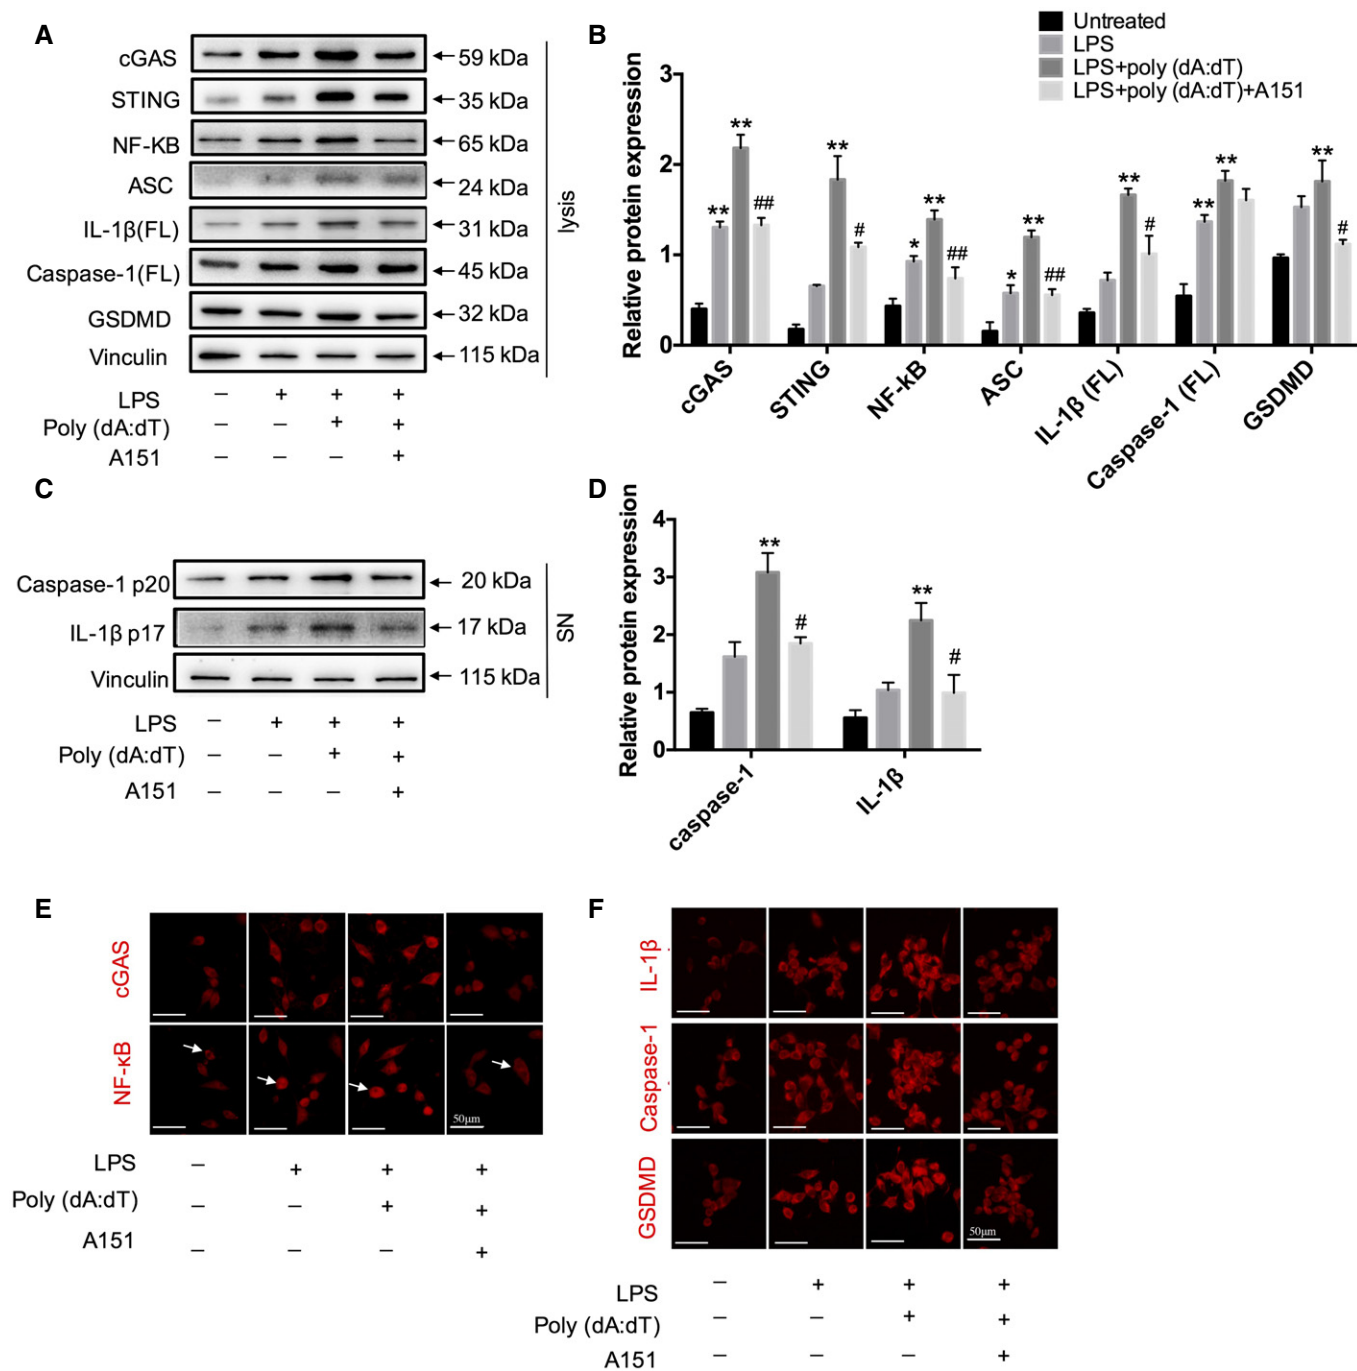 A
cGAS
59 kDa
STING
35 kDa
NF-KB
65 kDa
ASC
24 kDa
IL-1β(FL)
31 kDa
Caspase-1(FL)
45 kDa
GSDMD
32 kDa
Vinculin
115 kDa
lysis
LPS − + + +
Poly (dA:dT) − − + +
A151 − − − +
B
Untreated
LPS
LPS+poly (dA:dT)
LPS+poly (dA:dT)+A151
Relative protein expression
3
2
1
0
** ** ##
** #
* ** ##
* ** ##
** #
** **
** #
cGAS
STING
NF-kB
ASC
IL-1β (FL)
Caspase-1 (FL)
GSDMD
C
Caspase-1 p20
20 kDa
IL-1β p17
17 kDa
Vinculin
115 kDa
SN
LPS − + + +
Poly (dA:dT) − − + +
A151 − − − +
D
Relative protein expression
4
3
2
1
0
** #
** #
caspase-1
IL-1β
E
cGAS
NF-κB
50μm
LPS − + + +
Poly (dA:dT) − − + +
A151 − − − +
F
IL-1β
Caspase-1
GSDMD
50μm
LPS − + + +
Poly (dA:dT) − − + +
A151 − − − +